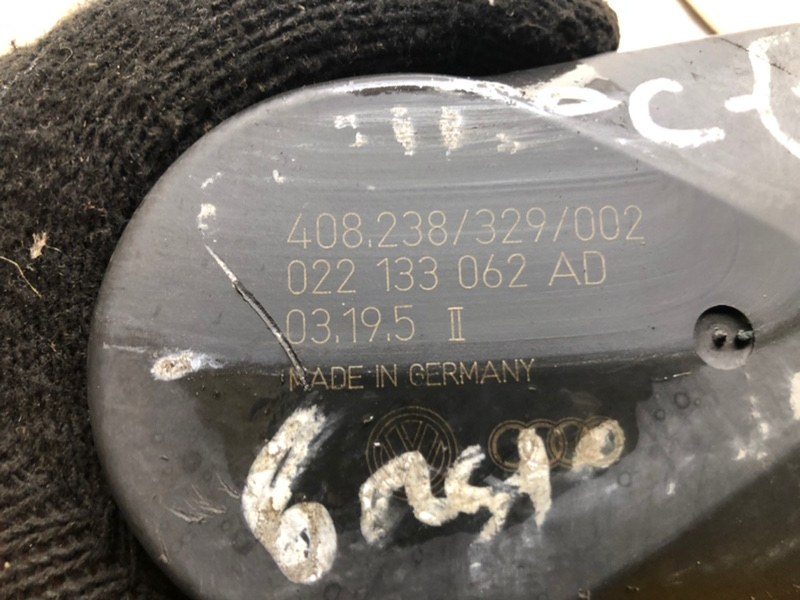 408.238/329/002
022 133 062 AD
03.19.5 II
MADE IN GERMANY